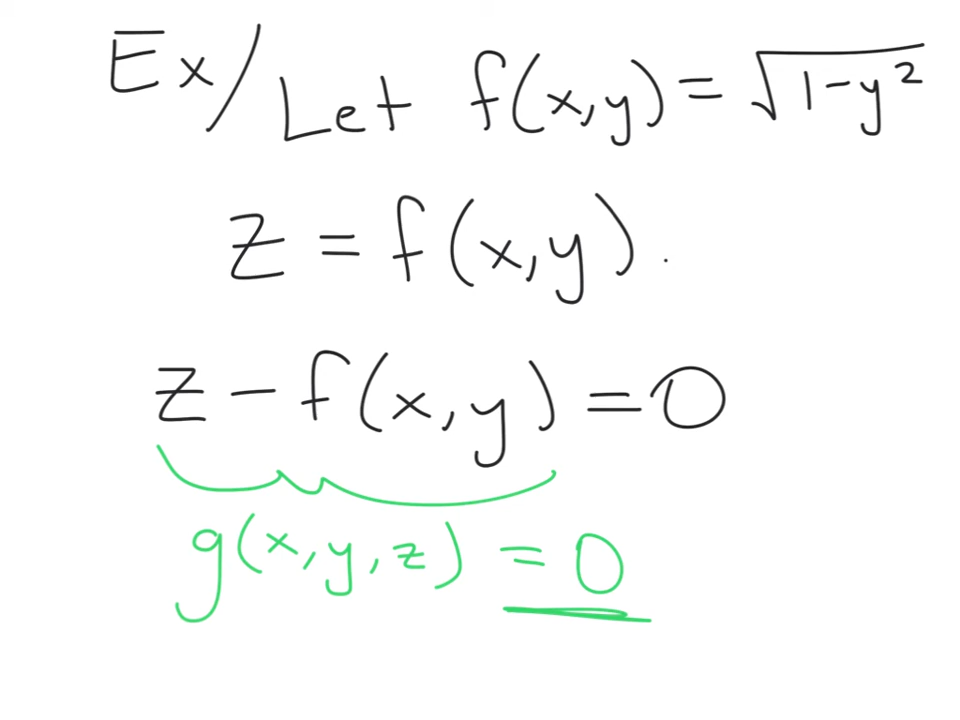 Ex/ Let f(x,y) = √(1-y²)
z = f(x,y).
z - f(x,y) = 0
g(x,y,z) = 0